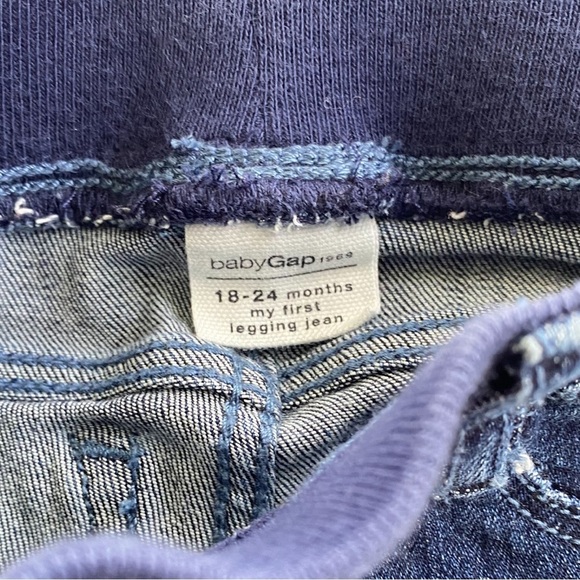 babyGap 1969
18-24 months
my first
legging jean